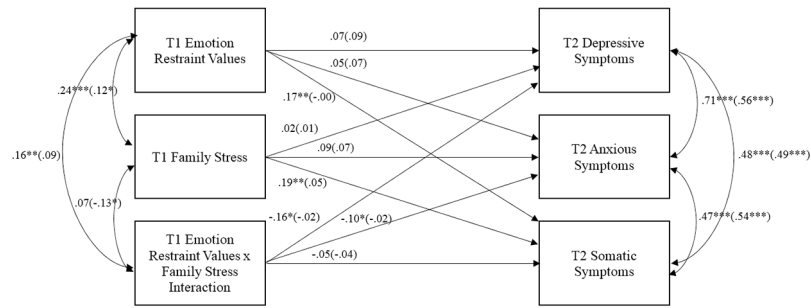 T1 Emotion
Restraint Values
.07(.09)
T2 Depressive
Symptoms
.05(.07)
.24***(.12*)
.17**(-.00)
.71***(.56***)
.02(.01)
T1 Family Stress
.09(.07)
T2 Anxious
Symptoms
.16**(.09)
.48***(.49***)
.19**(.05)
.07(-.13*)
-.16*(-.02)
-.10*(-.02)
.47***(.54***)
T1 Emotion
Restraint Values x
Family Stress
Interaction
-.05(-.04)
T2 Somatic
Symptoms